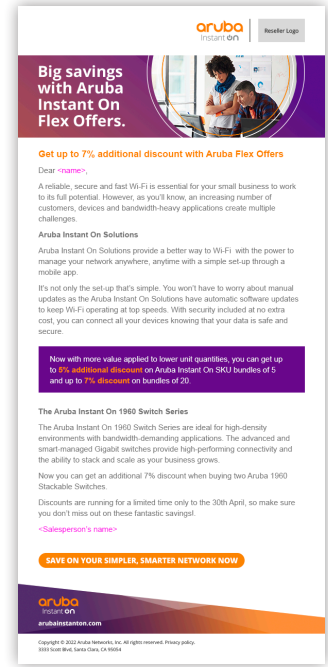 aruba
Instant On
Reseller Logo
Big savings
with Aruba
Instant On
Flex Offers.
Get up to 7% additional discount with Aruba Flex Offers
Dear <name>,
A reliable, secure and fast Wi-Fi is essential for your small business to work
to its full potential. However, as you'll know, an increasing number of
customers, devices and bandwidth-heavy applications create multiple
challenges.
Aruba Instant On Solutions
Aruba Instant On Solutions provide a better way to Wi-Fi with the power to
manage your network anywhere, anytime with a simple set-up through a
mobile app.
It's not only the set-up that's simple. You won't have to worry about manual
updates as the Aruba Instant On Solutions have automatic software updates
to keep Wi-Fi operating at top speeds. With security included at no extra
cost, you can connect all your devices knowing that your data is safe and
secure.
Now with more value applied to lower unit quantities, you can get up
to 5% additional discount on Aruba Instant On SKU bundles of 5
and up to 7% discount on bundles of 20.
The Aruba Instant On 1960 Switch Series
The Aruba Instant On 1960 Switch Series are ideal for high-density
environments with bandwidth-demanding applications. The advanced and
smart-managed Gigabit switches provide high-performing connectivity and
the ability to stack and scale as your business grows.
Now you can get an additional 7% discount when buying two Aruba 1960
Stackable Switches.
Discounts are running for a limited time only to the 30th April, so make sure
you don't miss out on these fantastic savings!.
<Salesperson's name>
SAVE ON YOUR SIMPLER, SMARTER NETWORK NOW
aruba
Instant On
arubainstanton.com
Copyright © 2022 Aruba Networks, Inc. All rights reserved. Privacy policy.
3333 Scott Blvd, Santa Clara, CA 95054